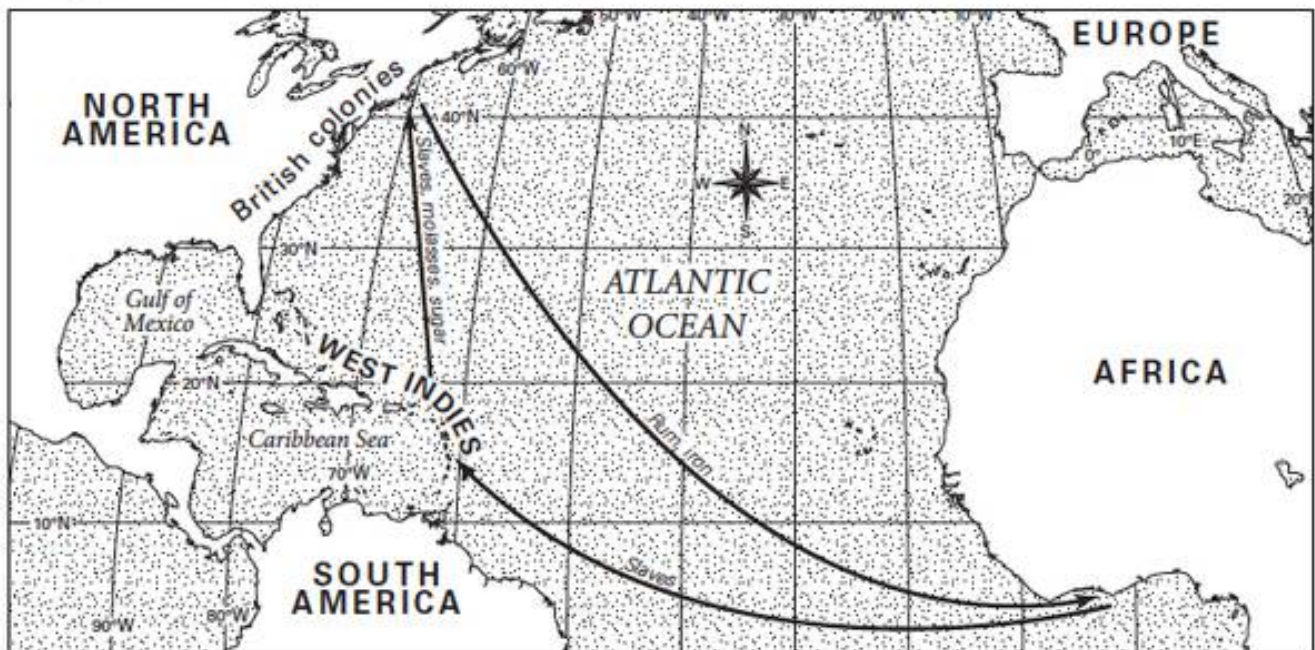 50°W
40°W
30°W
20°W
10°W
EUROPE
60°W
NORTH
AMERICA
British colonies
40°N
0°
10°E
20°
N
W
E
S
Slaves, molasses, sugar
30°N
ATLANTIC
OCEAN
Gulf of
Mexico
WEST INDIES
20°N
AFRICA
Caribbean Sea
70°W
Rum, iron
10°N
Slaves
SOUTH
AMERICA
90°W
80°W